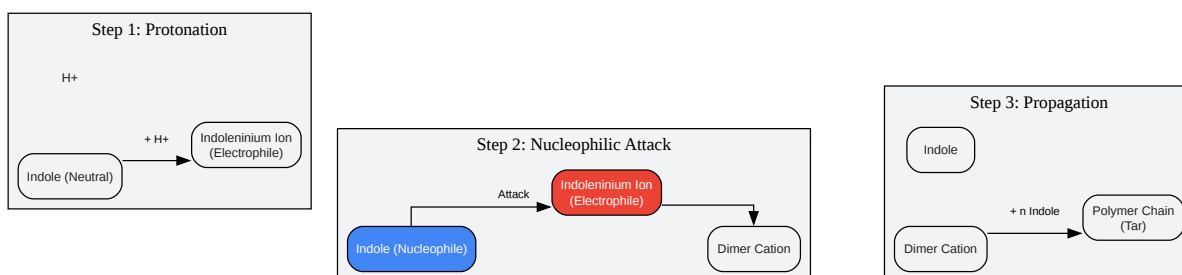 Step 1: Protonation
H+
+ H+
Indoleninium Ion
(Electrophile)
Indole (Neutral)
Step 2: Nucleophilic Attack
Attack
Indoleninium Ion
(Electrophile)
Indole (Nucleophile)
Dimer Cation
Step 3: Propagation
Indole
+ n Indole
Polymer Chain
(Tar)
Dimer Cation